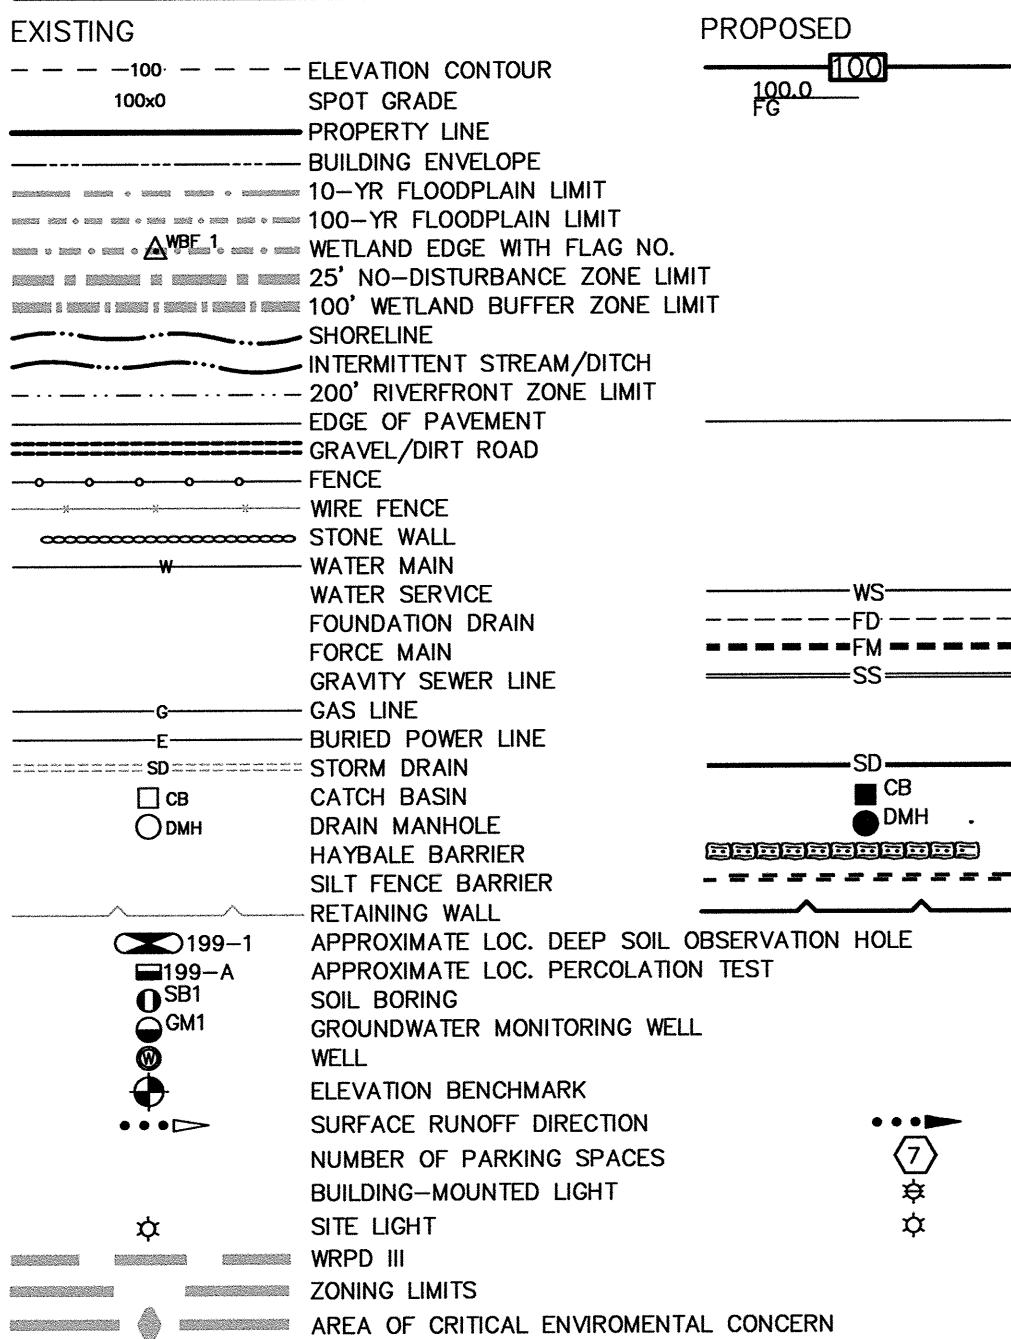 EXISTING PROPOSED
100 ELEVATION CONTOUR 100
100x0 SPOT GRADE 100.0
FG
PROPERTY LINE
BUILDING ENVELOPE
10-YR FLOODPLAIN LIMIT
100-YR FLOODPLAIN LIMIT
WBF 1 WETLAND EDGE WITH FLAG NO.
25' NO-DISTURBANCE ZONE LIMIT
100' WETLAND BUFFER ZONE LIMIT
SHORELINE
INTERMITTENT STREAM/DITCH
200' RIVERFRONT ZONE LIMIT
EDGE OF PAVEMENT
GRAVEL/DIRT ROAD
FENCE
WIRE FENCE
STONE WALL
W WATER MAIN
WATER SERVICE WS
FOUNDATION DRAIN FD
FORCE MAIN FM
GRAVITY SEWER LINE SS
G GAS LINE
E BURIED POWER LINE
SD STORM DRAIN SD
CB CATCH BASIN CB
DMH DRAIN MANHOLE DMH
HAYBALE BARRIER
SILT FENCE BARRIER
RETAINING WALL
199-1 APPROXIMATE LOC. DEEP SOIL OBSERVATION HOLE
199-A APPROXIMATE LOC. PERCOLATION TEST
SB1 SOIL BORING
GM1 GROUNDWATER MONITORING WELL
W WELL
ELEVATION BENCHMARK
SURFACE RUNOFF DIRECTION
NUMBER OF PARKING SPACES 7
BUILDING-MOUNTED LIGHT
SITE LIGHT
WRPD III
ZONING LIMITS
AREA OF CRITICAL ENVIROMENTAL CONCERN